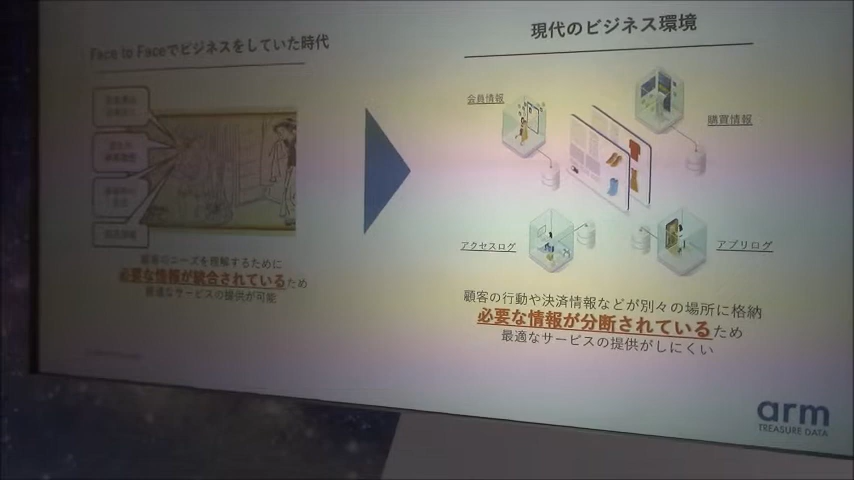 Face to Faceでビジネスをしていた時代
顧客のニーズを理解するために
必要な情報が統合されているため
最適なサービスの提供が可能
現代のビジネス環境
会員情報
購買情報
アクセスログ
アプリログ
顧客の行動や決済情報などが別々の場所に格納
必要な情報が分断されているため
最適なサービスの提供がしにくい
arm
TREASURE DATA